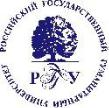 РОССИЙСКИЙ ГОСУДАРСТВЕННЫЙ ГУМАНИТАРНЫЙ УНИВЕРСИТЕТ
РГГУ